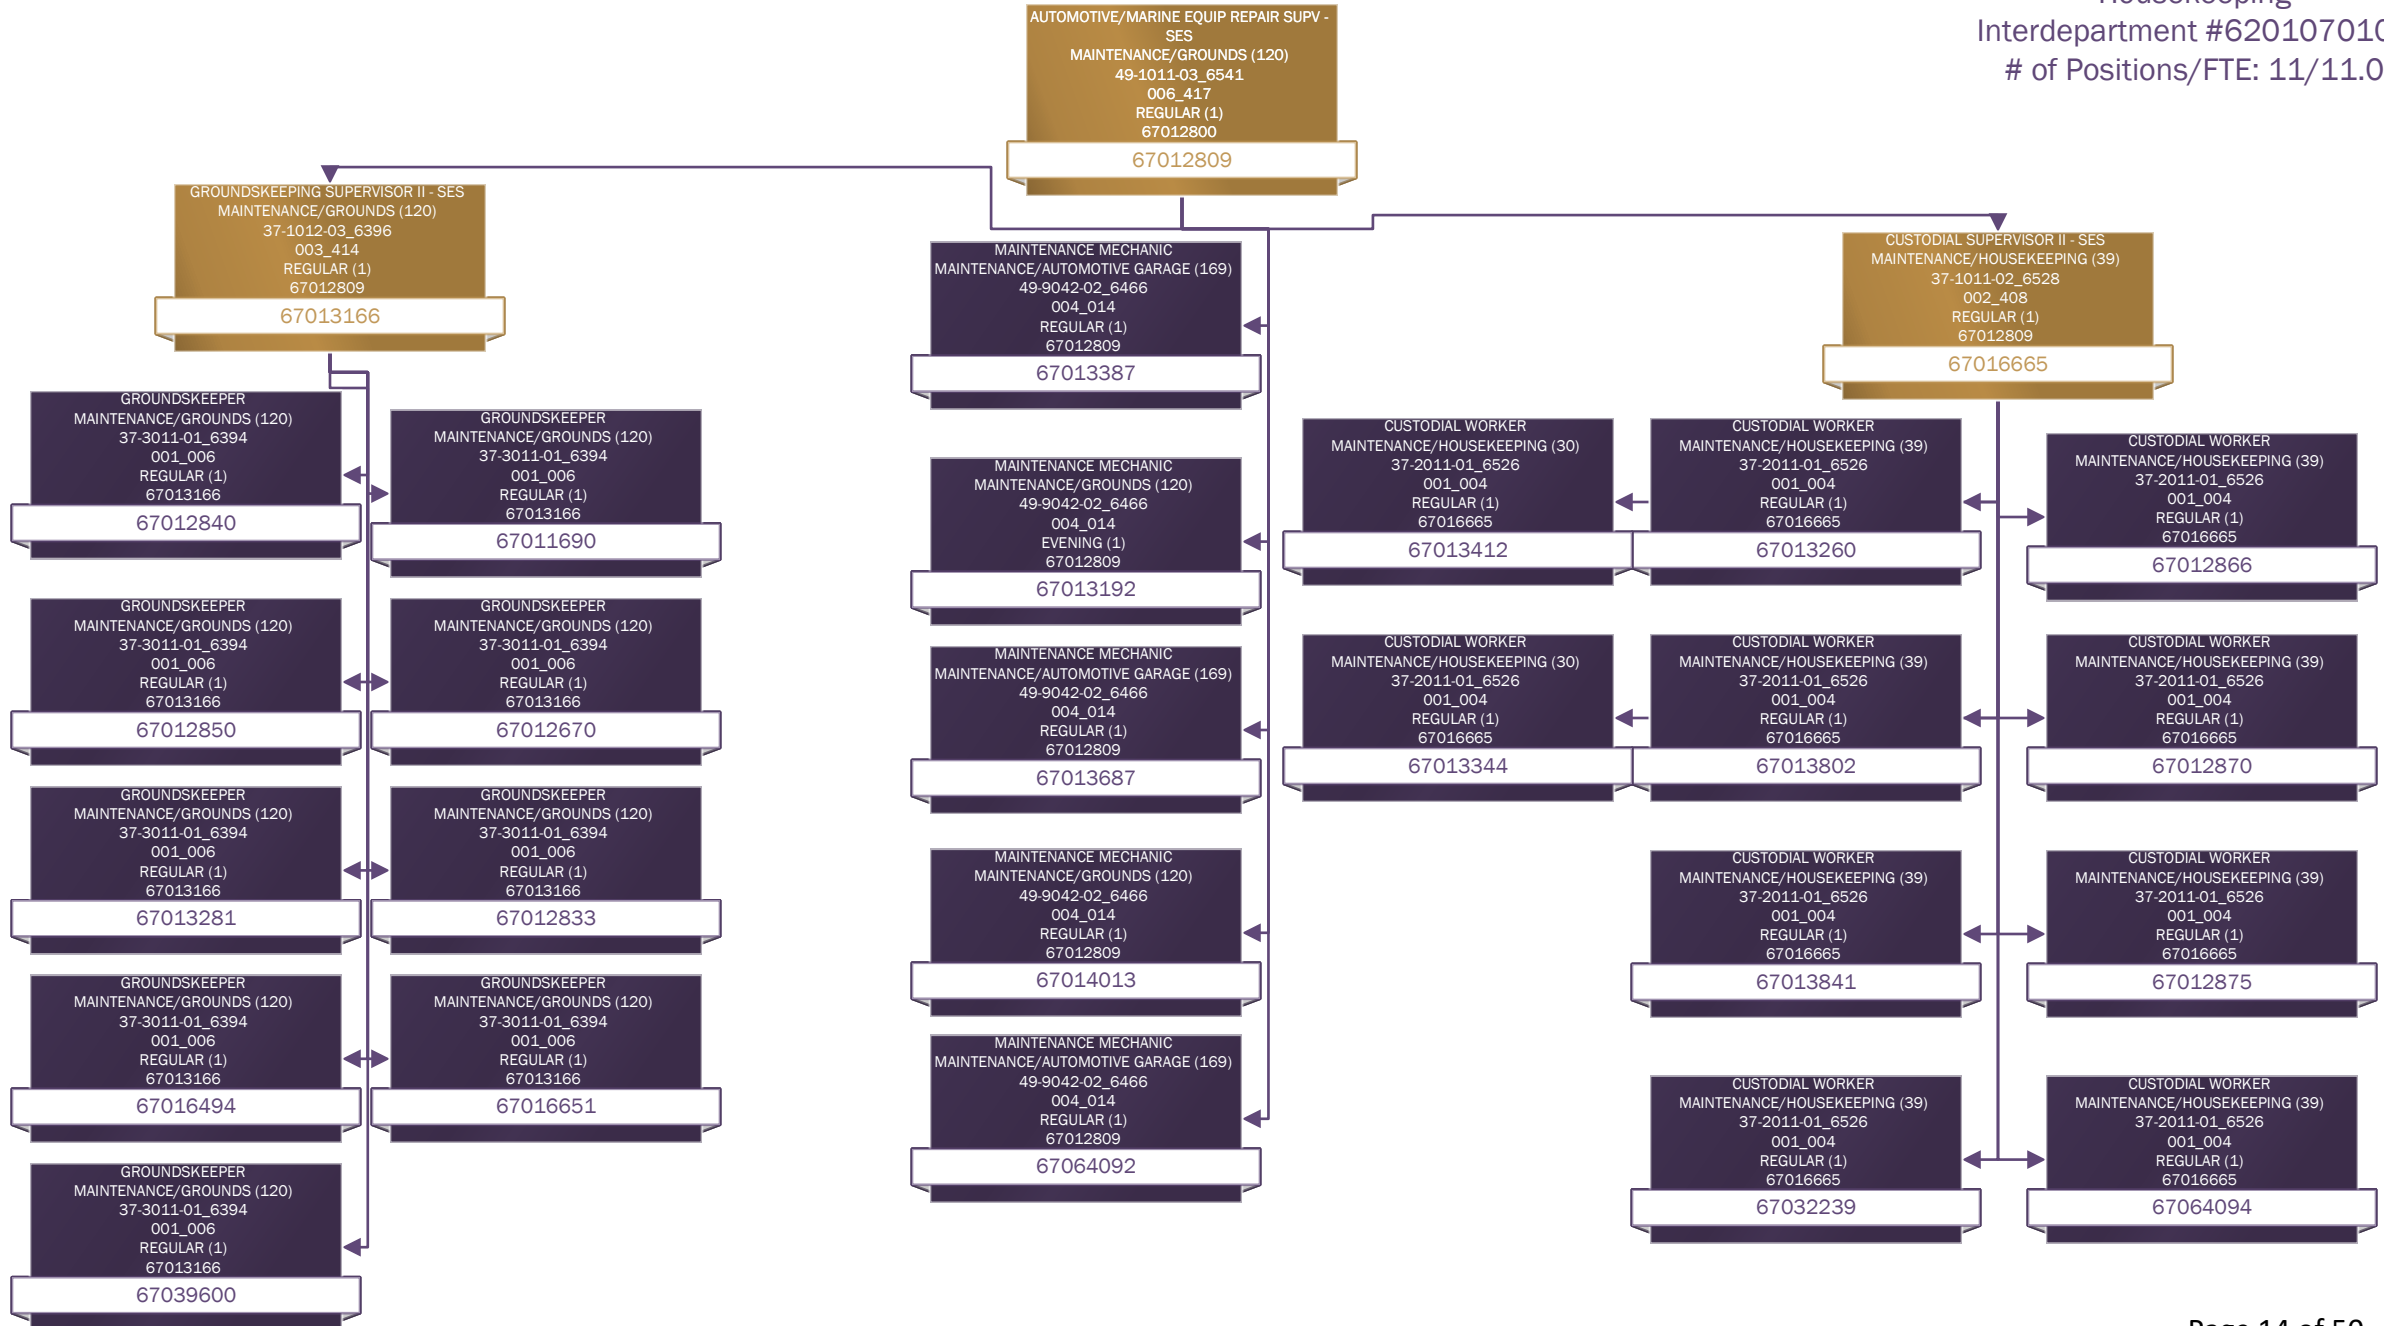 Housekeeping
Interdepartment #620107010
# of Positions/FTE: 11/11.0
AUTOMOTIVE/MARINE EQUIP REPAIR SUPV -
SES
MAINTENANCE/GROUNDS (120)
49-1011-03_6541
006_417
REGULAR (1)
67012800
67012809
GROUNDSKEEPING SUPERVISOR II - SES
MAINTENANCE/GROUNDS (120)
37-1012-03_6396
003_414
REGULAR (1)
67012809
67013166
GROUNDSKEEPER
MAINTENANCE/GROUNDS (120)
37-3011-01_6394
001_006
REGULAR (1)
67013166
67012840
GROUNDSKEEPER
MAINTENANCE/GROUNDS (120)
37-3011-01_6394
001_006
REGULAR (1)
67013166
67011690
GROUNDSKEEPER
MAINTENANCE/GROUNDS (120)
37-3011-01_6394
001_006
REGULAR (1)
67013166
67012850
GROUNDSKEEPER
MAINTENANCE/GROUNDS (120)
37-3011-01_6394
001_006
REGULAR (1)
67013166
67012670
GROUNDSKEEPER
MAINTENANCE/GROUNDS (120)
37-3011-01_6394
001_006
REGULAR (1)
67013166
67013281
GROUNDSKEEPER
MAINTENANCE/GROUNDS (120)
37-3011-01_6394
001_006
REGULAR (1)
67013166
67012833
GROUNDSKEEPER
MAINTENANCE/GROUNDS (120)
37-3011-01_6394
001_006
REGULAR (1)
67013166
67016494
GROUNDSKEEPER
MAINTENANCE/GROUNDS (120)
37-3011-01_6394
001_006
REGULAR (1)
67013166
67016651
GROUNDSKEEPER
MAINTENANCE/GROUNDS (120)
37-3011-01_6394
001_006
REGULAR (1)
67013166
67039600
MAINTENANCE MECHANIC
MAINTENANCE/AUTOMOTIVE GARAGE (169)
49-9042-02_6466
004_014
REGULAR (1)
67012809
67013387
MAINTENANCE MECHANIC
MAINTENANCE/GROUNDS (120)
49-9042-02_6466
004_014
EVENING (1)
67012809
67013192
MAINTENANCE MECHANIC
MAINTENANCE/AUTOMOTIVE GARAGE (169)
49-9042-02_6466
004_014
REGULAR (1)
67012809
67013687
MAINTENANCE MECHANIC
MAINTENANCE/GROUNDS (120)
49-9042-02_6466
004_014
REGULAR (1)
67012809
67014013
MAINTENANCE MECHANIC
MAINTENANCE/AUTOMOTIVE GARAGE (169)
49-9042-02_6466
004_014
REGULAR (1)
67012809
67064092
CUSTODIAL SUPERVISOR II - SES
MAINTENANCE/HOUSEKEEPING (39)
37-1011-02_6528
002_408
REGULAR (1)
67012809
67016665
CUSTODIAL WORKER
MAINTENANCE/HOUSEKEEPING (30)
37-2011-01_6526
001_004
REGULAR (1)
67016665
67013412
CUSTODIAL WORKER
MAINTENANCE/HOUSEKEEPING (39)
37-2011-01_6526
001_004
REGULAR (1)
67016665
67013260
CUSTODIAL WORKER
MAINTENANCE/HOUSEKEEPING (39)
37-2011-01_6526
001_004
REGULAR (1)
67016665
67012866
CUSTODIAL WORKER
MAINTENANCE/HOUSEKEEPING (30)
37-2011-01_6526
001_004
REGULAR (1)
67016665
67013344
CUSTODIAL WORKER
MAINTENANCE/HOUSEKEEPING (39)
37-2011-01_6526
001_004
REGULAR (1)
67016665
67013802
CUSTODIAL WORKER
MAINTENANCE/HOUSEKEEPING (39)
37-2011-01_6526
001_004
REGULAR (1)
67016665
67012870
CUSTODIAL WORKER
MAINTENANCE/HOUSEKEEPING (39)
37-2011-01_6526
001_004
REGULAR (1)
67016665
67013841
CUSTODIAL WORKER
MAINTENANCE/HOUSEKEEPING (39)
37-2011-01_6526
001_004
REGULAR (1)
67016665
67012875
CUSTODIAL WORKER
MAINTENANCE/HOUSEKEEPING (39)
37-2011-01_6526
001_004
REGULAR (1)
67016665
67032239
CUSTODIAL WORKER
MAINTENANCE/HOUSEKEEPING (39)
37-2011-01_6526
001_004
REGULAR (1)
67016665
67064094
Page 14 of 50